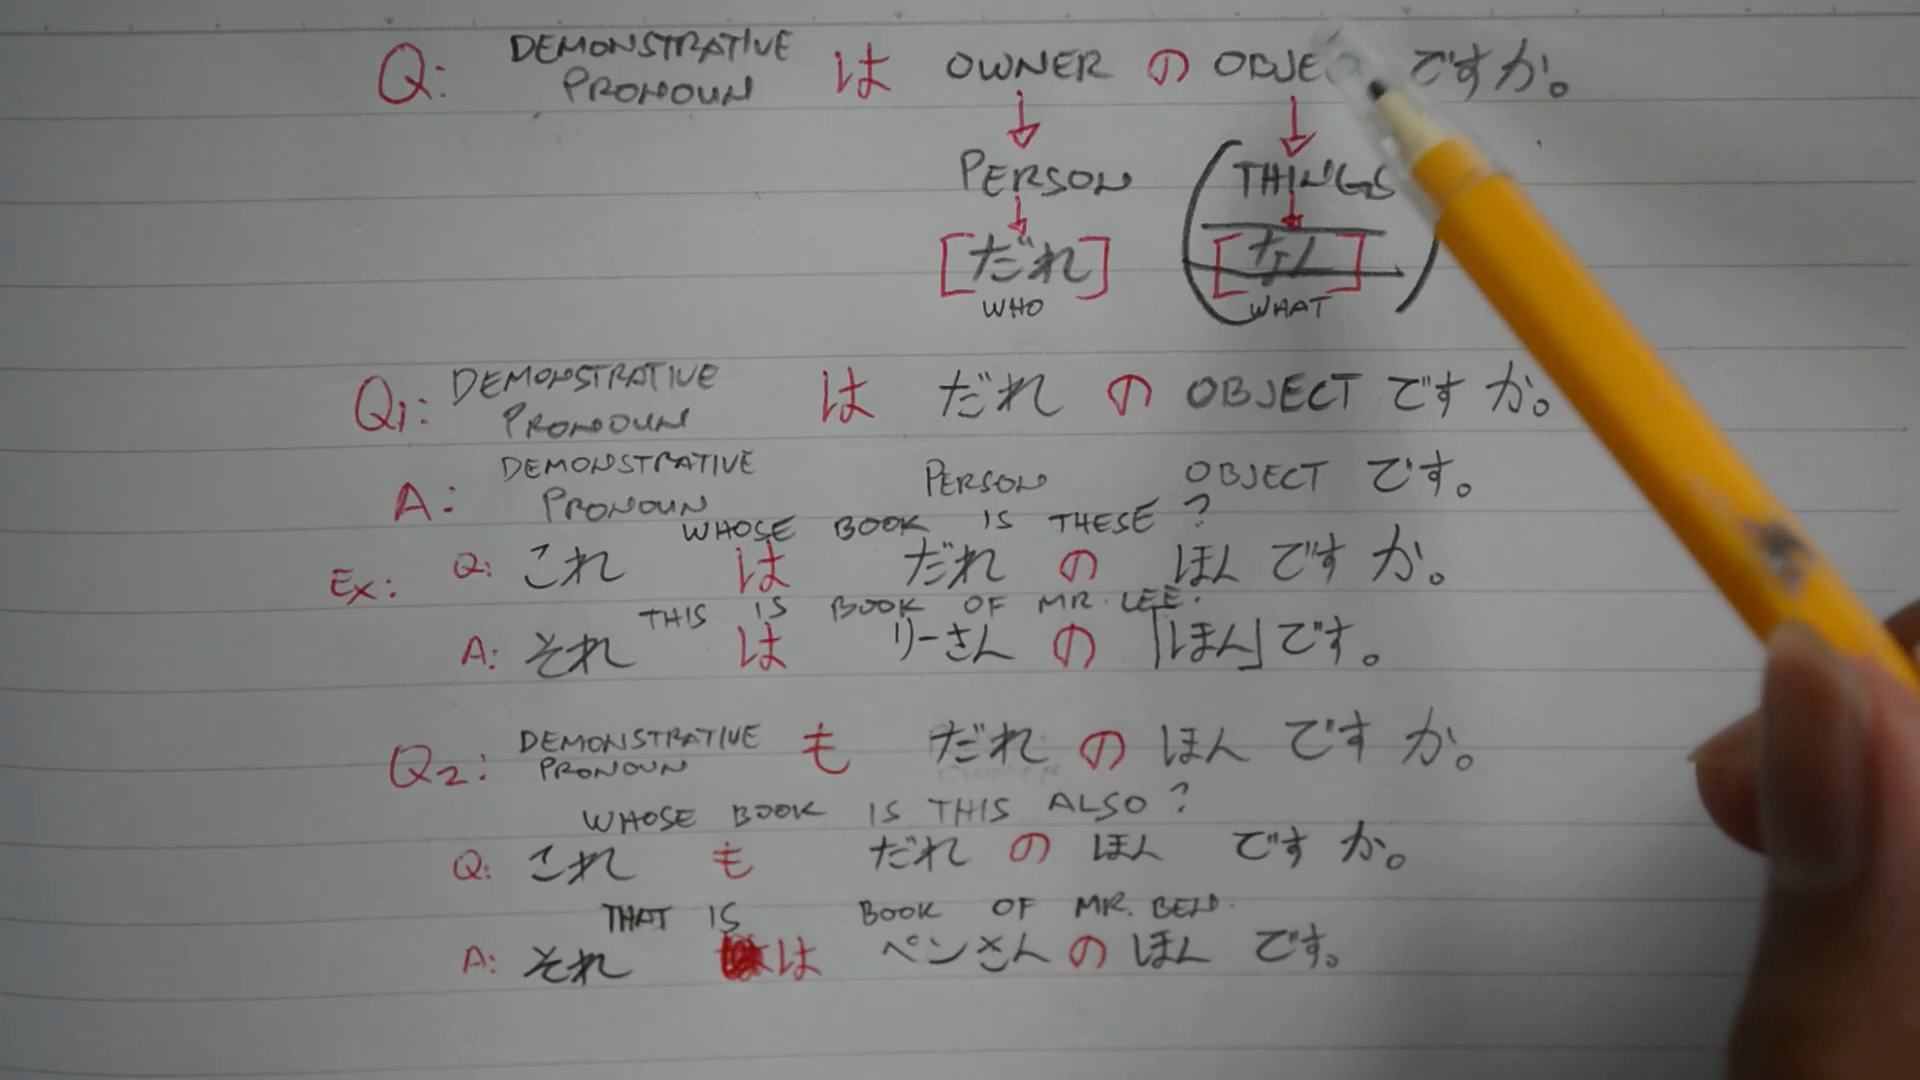 Q: DEMONSTRATIVE PRONOUN は OWNER の OBJEC ですか。
PERSON THINGS
[だれ] [なん]
WHO WHAT
Q1: DEMONSTRATIVE PRONOUN は だれ の OBJECT ですか。
A: DEMONSTRATIVE PRONOUN PERSON OBJECT です。
WHOSE BOOK IS THESE?
Ex: Q: これ は だれ の ほん ですか。
THIS IS BOOK OF MR. LEE.
A: それ は リーさん の 「ほん」です。
Q2: DEMONSTRATIVE PRONOUN も だれ の ほん ですか。
WHOSE BOOK IS THIS ALSO?
Q: これ も だれ の ほん ですか。
THAT IS BOOK OF MR.
A: それ は ペンさん の ほん です。